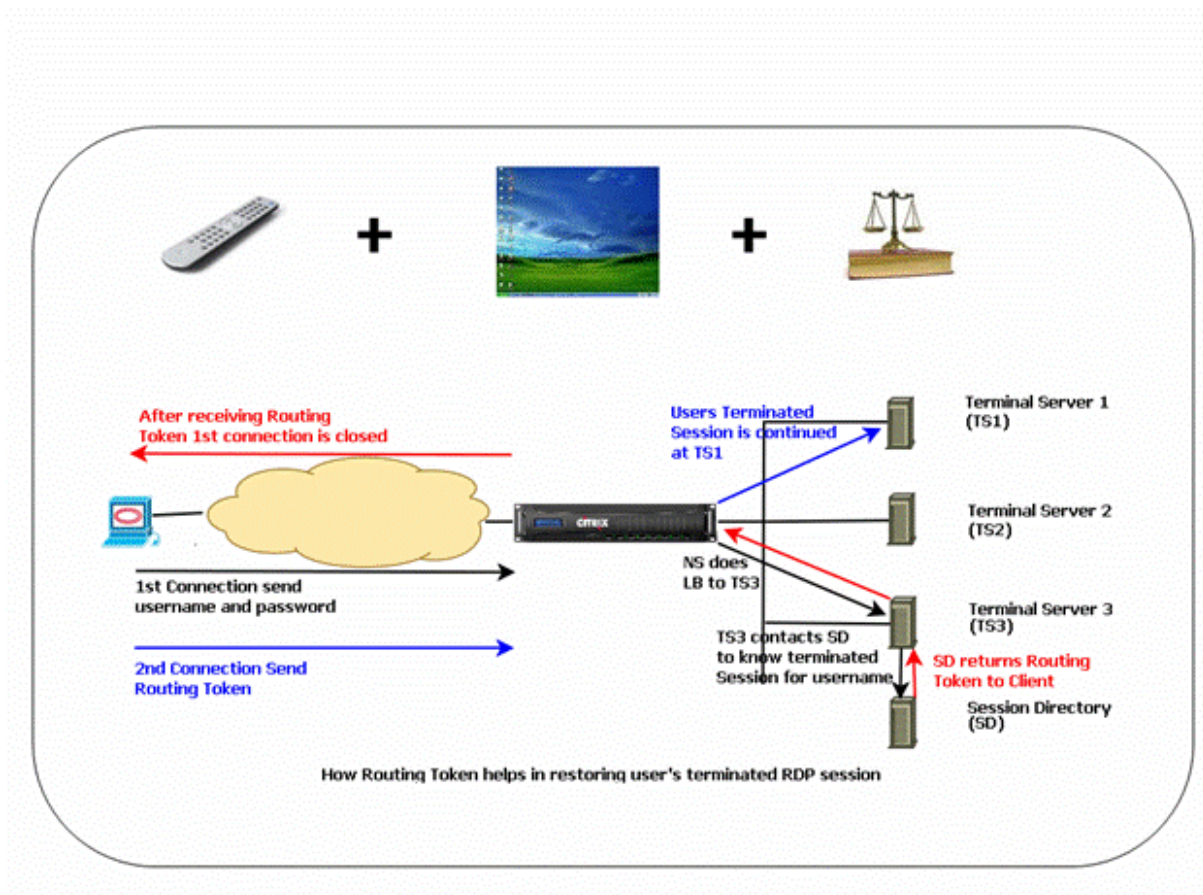 After receiving Routing
Token 1st connection is closed
Users Terminated
Session is continued
at TS1
Terminal Server 1
(TS1)
CITRIX
Terminal Server 2
(TS2)
NS does
LB to TS3
1st Connection send
username and password
Terminal Server 3
(TS3)
TS3 contacts SD
to know terminated
Session for username
2nd Connection Send
Routing Token
SD returns Routing
Token to Client
Session Directory
(SD)
How Routing Token helps in restoring user's terminated RDP session